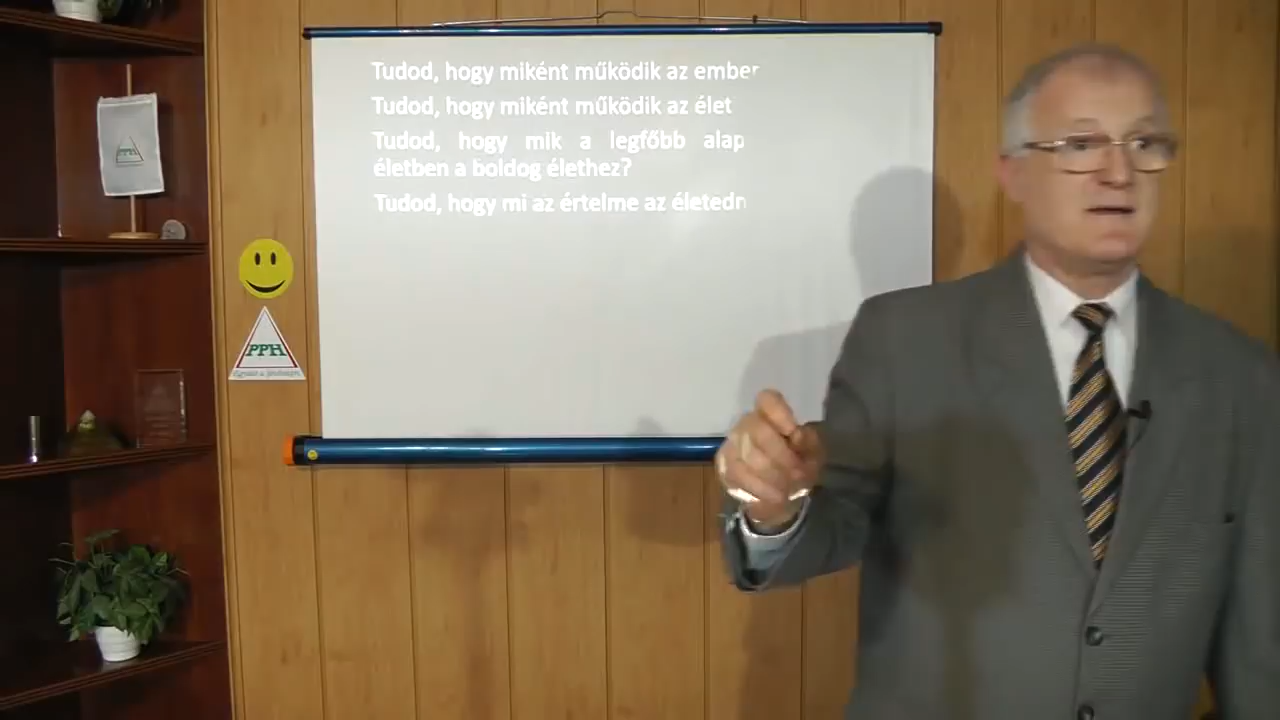 Tudod, hogy miként működik az ember
Tudod, hogy miként működik az élet
Tudod, hogy mik a legfőbb alap
életben a boldog élethez?
Tudod, hogy mi az értelme az életedn
PPH
PPH